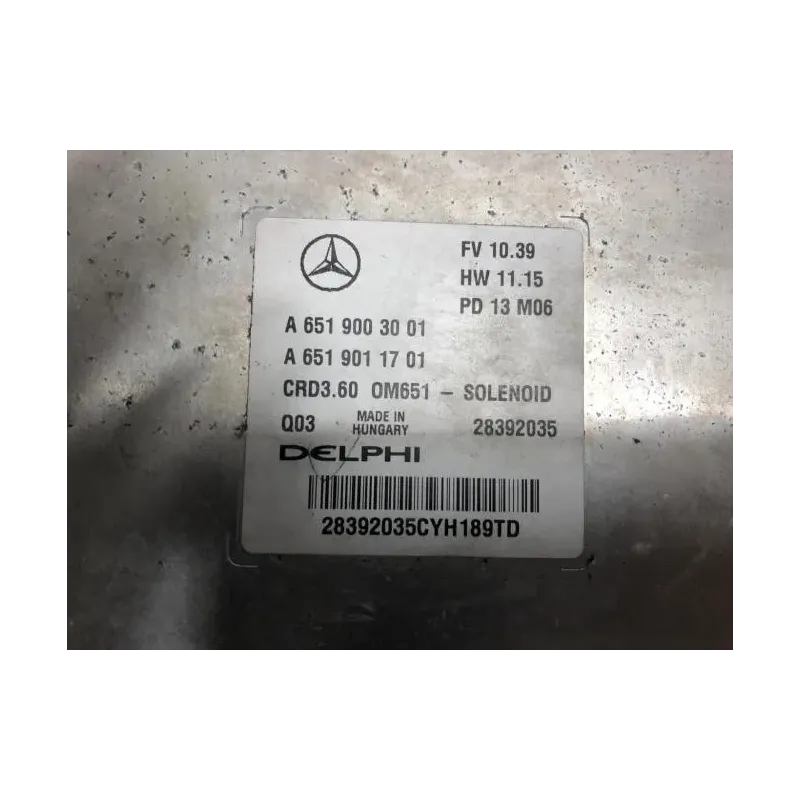 FV 10.39
HW 11.15
PD 13 M06
A 651 900 30 01
A 651 901 17 01
CRD3.60 OM651 – SOLENOID
Q03 MADE IN HUNGARY 28392035
DELPHI
28392035CYH189TD